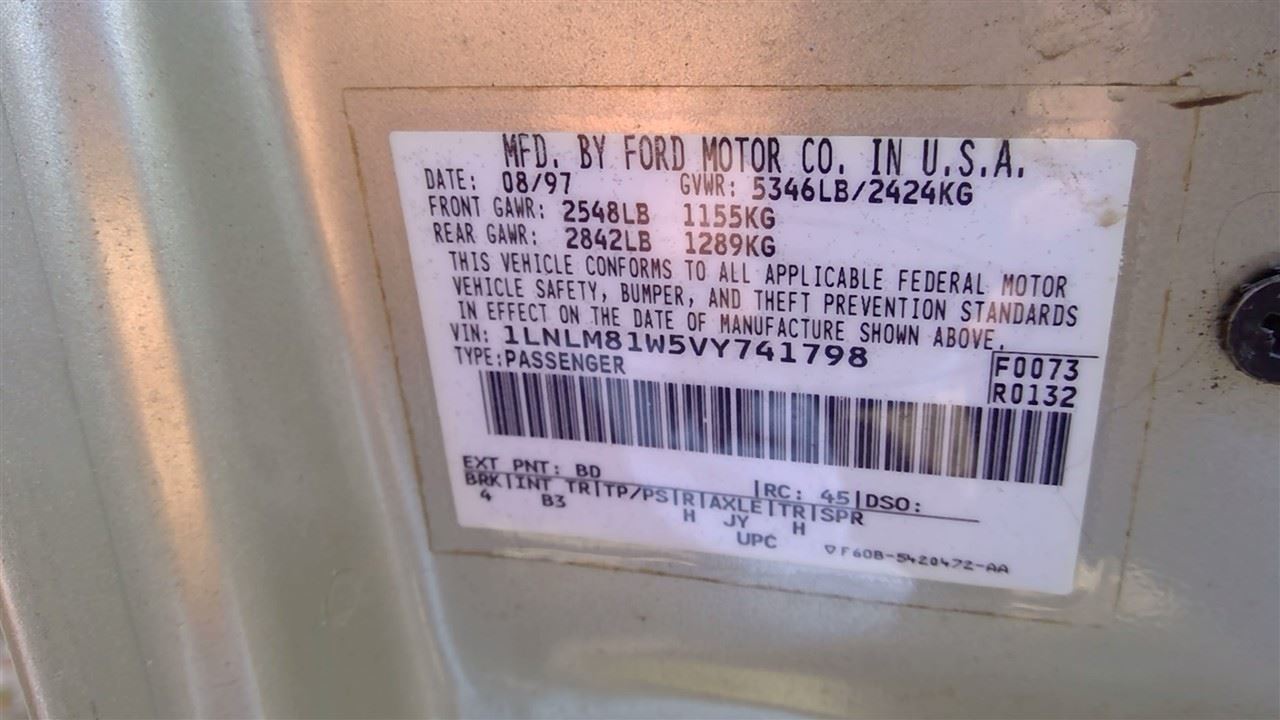 MFD. BY FORD MOTOR CO. IN U.S.A.
DATE: 08/97 GVWR: 5346LB/2424KG
FRONT GAWR: 2548LB 1155KG
REAR GAWR: 2842LB 1289KG
THIS VEHICLE CONFORMS TO ALL APPLICABLE FEDERAL MOTOR
VEHICLE SAFETY, BUMPER, AND THEFT PREVENTION STANDARDS
IN EFFECT ON THE DATE OF MANUFACTURE SHOWN ABOVE.
VIN: 1LNLM81W5VY741798
TYPE: PASSENGER
F0073
R0132
EXT PNT: BD |RC: 45|DSO:
BRK|INT TR|TP/PS|R|AXLE|TR|SPR
4 B3 H JY H
UPC ▽F60B-5420472-AA